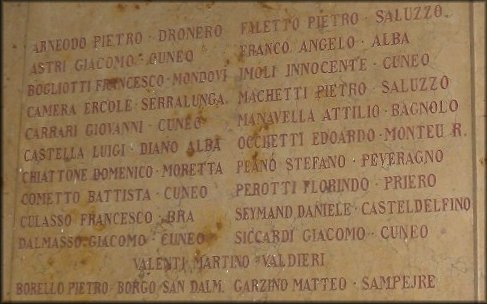 ARNEODO PIETRO · DRONERO
ASTRI GIACOMO · CUNEO
BOGLIOTTI FRANCESCO · MONDOVÌ
CAMERA ERCOLE · SERRALUNGA.
CARRARI GIOVANNI · CUNEO
CASTELLA LUIGI · DIANO ALBA
CHIATTONE DOMENICO · MORETTA
COMETTO BATTISTA · CUNEO
CULASSO FRANCESCO · BRA
DALMASSO GIACOMO · CUNEO
FALETTO PIETRO · SALUZZO
FRANCO ANGELO · ALBA
IMOLI INNOCENTE · CUNEO
MACHETTI PIETRO · SALUZZO
MANAVELLA ATTILIO · BAGNOLO
OCCHETTI EDOARDO · MONTEU R.
PEANO STEFANO · PEVERAGNO
PEROTTI FLORINDO · PRIERO
SEYMAND DANIELE · CASTELDELFINO
SICCARDI GIACOMO · CUNEO
VALENTI MARTINO · VALDIERI
BORELLO PIETRO · BORGO SAN DALM. GARZINO MATTEO · SAMPEJRE